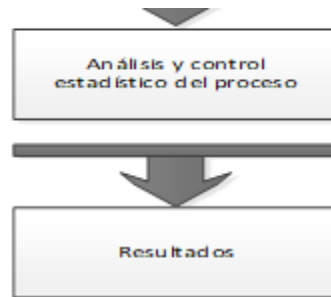 Análisis y control
estadístico del proceso
Resultados